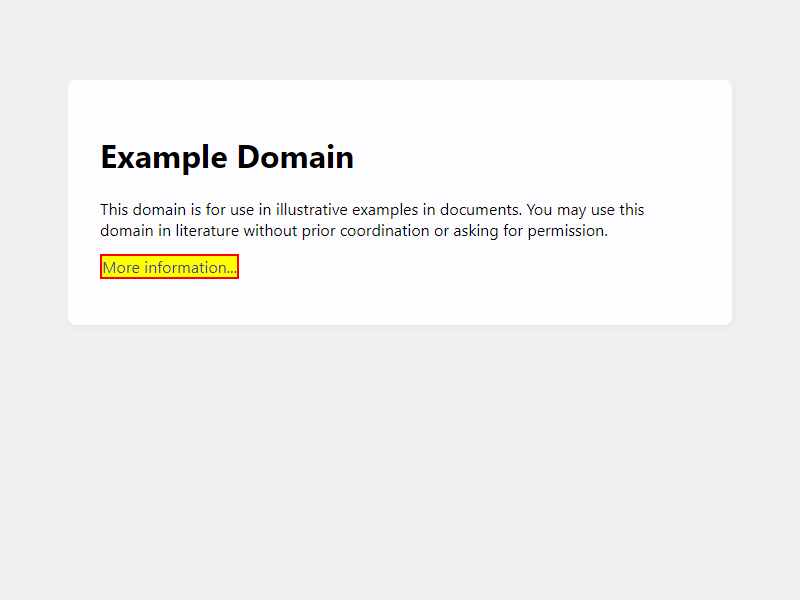 Example Domain
This domain is for use in illustrative examples in documents. You may use this
domain in literature without prior coordination or asking for permission.
More information...